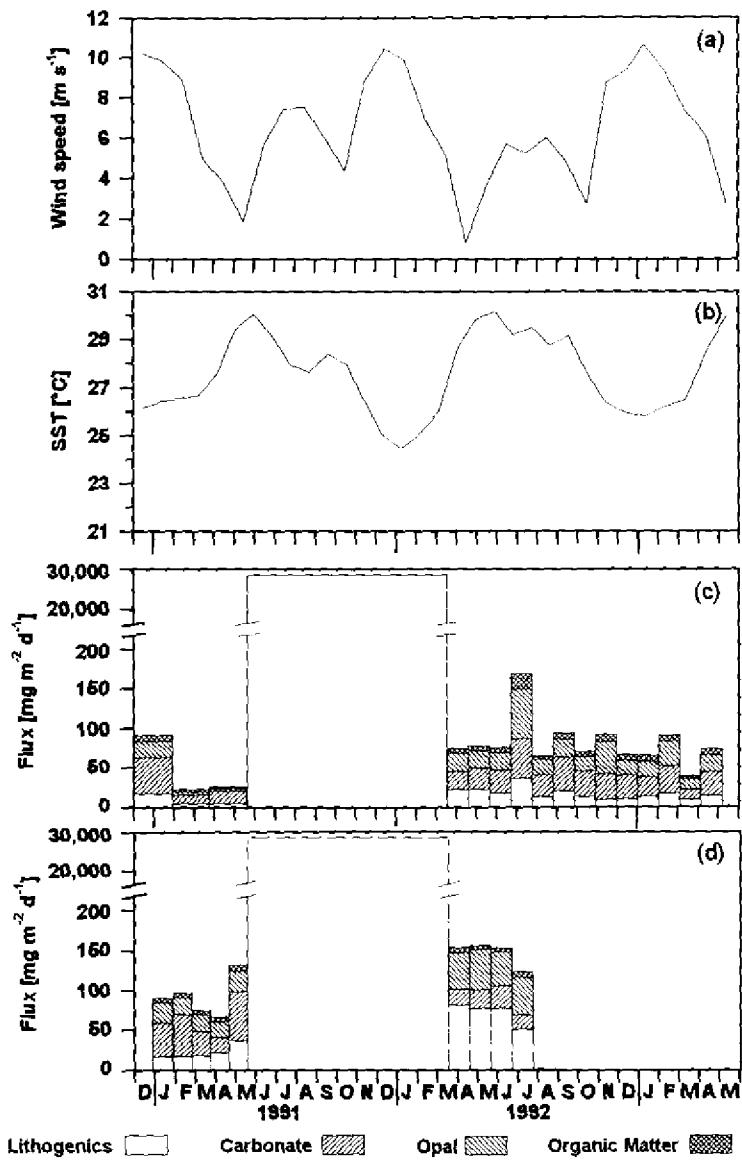 (a)
Wind speed [m s⁻¹]
12
10
8
6
4
2
0
(b)
SST [°C]
31
29
27
25
23
21
(c)
Flux [mg m⁻² d⁻¹]
30,000
20,000
200
150
100
50
0
(d)
Flux [mg m⁻² d⁻¹]
30,000
20,000
200
150
100
50
0
D J F M A M J J A S O N D J F M A M J J A S O N D J F M A M
1991 1992
Lithogenics Carbonate Opal Organic Matter